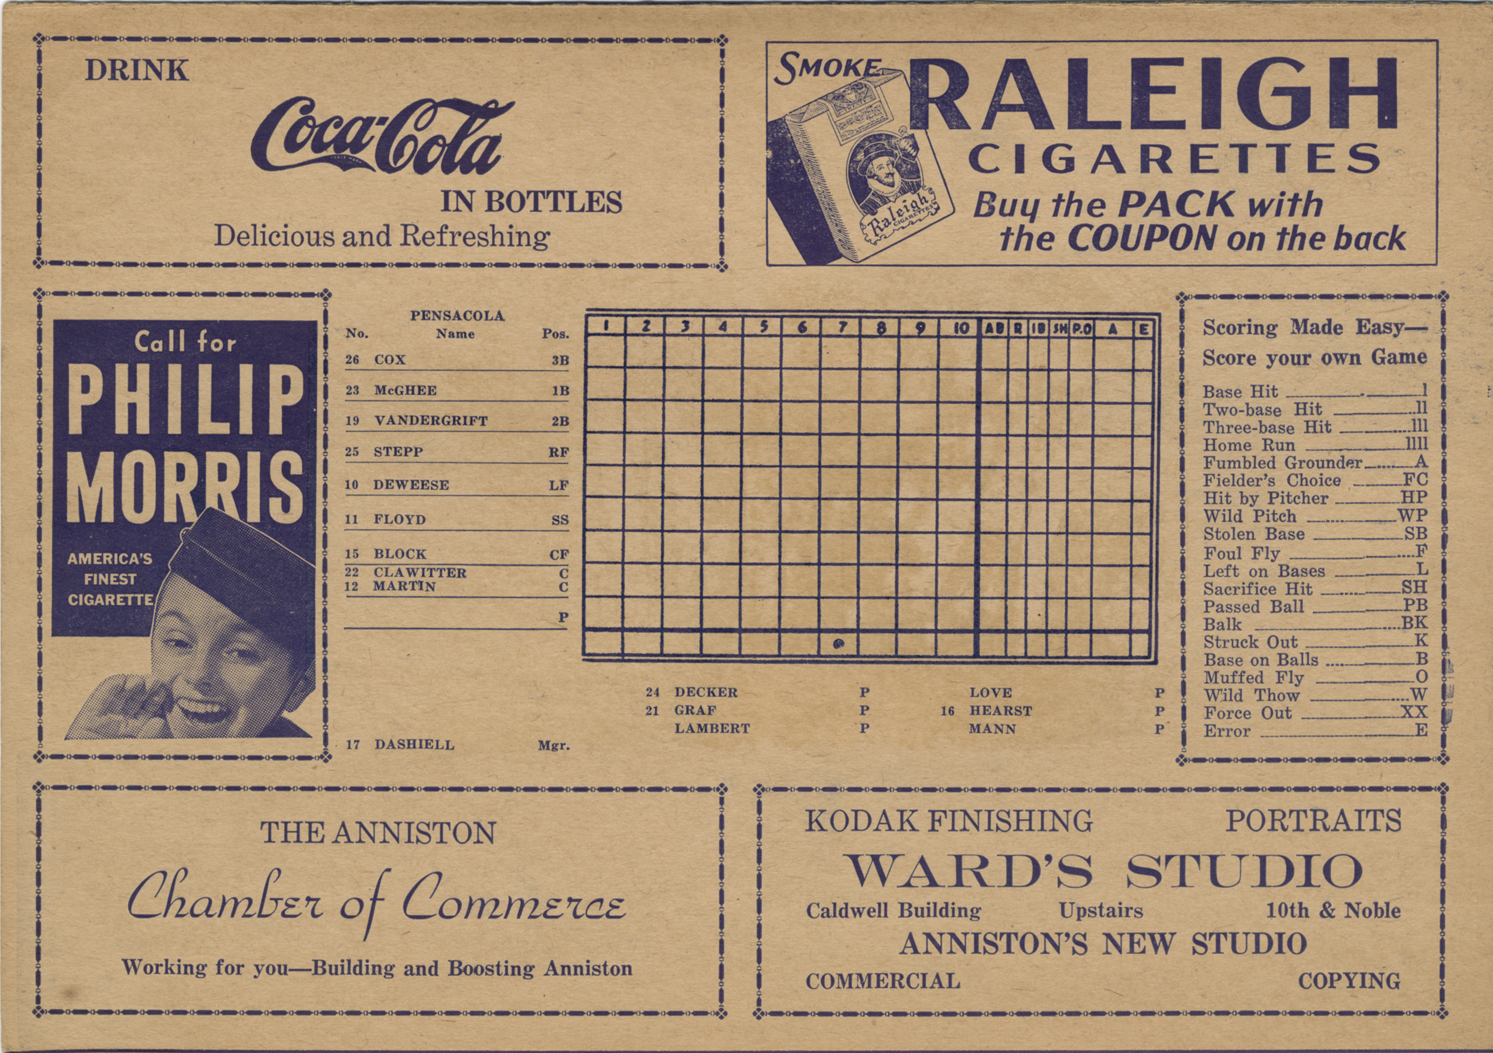 DRINK
Coca-Cola
IN BOTTLES
Delicious and Refreshing
SMOKE RALEIGH
CIGARETTES
Buy the PACK with
the COUPON on the back
Raleigh
CIGARETTES
Call for
PHILIP
MORRIS
AMERICA'S
FINEST
CIGARETTE
PENSACOLA
No. Name Pos.
26 COX 3B
23 McGHEE 1B
19 VANDERGRIFT 2B
25 STEPP RF
10 DEWEESE LF
11 FLOYD SS
15 BLOCK CF
22 CLAWITTER C
12 MARTIN C
P
17 DASHIELL Mgr.
1 2 3 4 5 6 7 8 9 10 AB R 1B SH P.O A E
24 DECKER P
21 GRAF P
LAMBERT P
LOVE P
16 HEARST P
MANN P
Scoring Made Easy—
Score your own Game
Base Hit I
Two-base Hit II
Three-base Hit III
Home Run IIII
Fumbled Grounder A
Fielder's Choice FC
Hit by Pitcher HP
Wild Pitch WP
Stolen Base SB
Foul Fly F
Left on Bases L
Sacrifice Hit SH
Passed Ball PB
Balk BK
Struck Out K
Base on Balls B
Muffed Fly O
Wild Thow W
Force Out XX
Error E
THE ANNISTON
Chamber of Commerce
Working for you—Building and Boosting Anniston
KODAK FINISHING PORTRAITS
WARD'S STUDIO
Caldwell Building Upstairs 10th & Noble
ANNISTON'S NEW STUDIO
COMMERCIAL COPYING